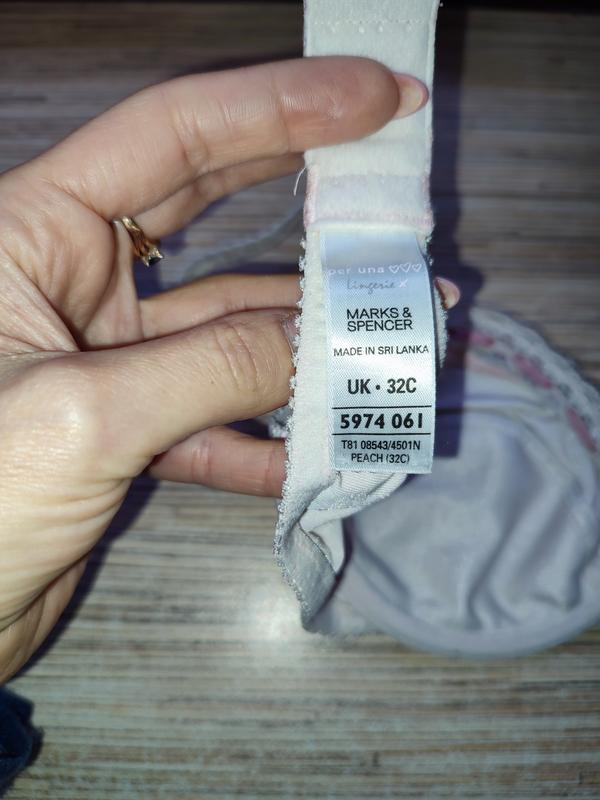 per una ♡♡♡
Lingerie x
MARKS &
SPENCER
MADE IN SRI LANKA
UK • 32C
5974 061
T81 08543/4501N
PEACH (32C)